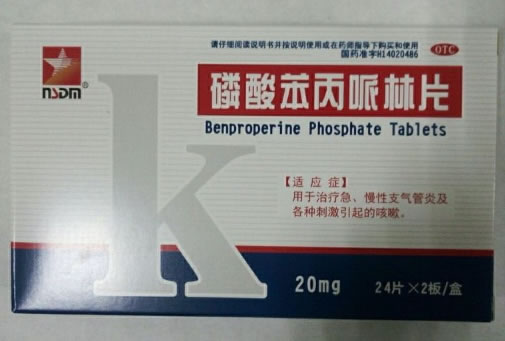 请仔细阅读说明书并按说明使用或在药师指导下购买和使用
国药准字H14020486
OTC
NSDM®
磷酸苯丙哌林片
Benproperine Phosphate Tablets
K
【适应症】
用于治疗急、慢性支气管炎及
各种刺激引起的咳嗽。
20mg
24片×2板/盒